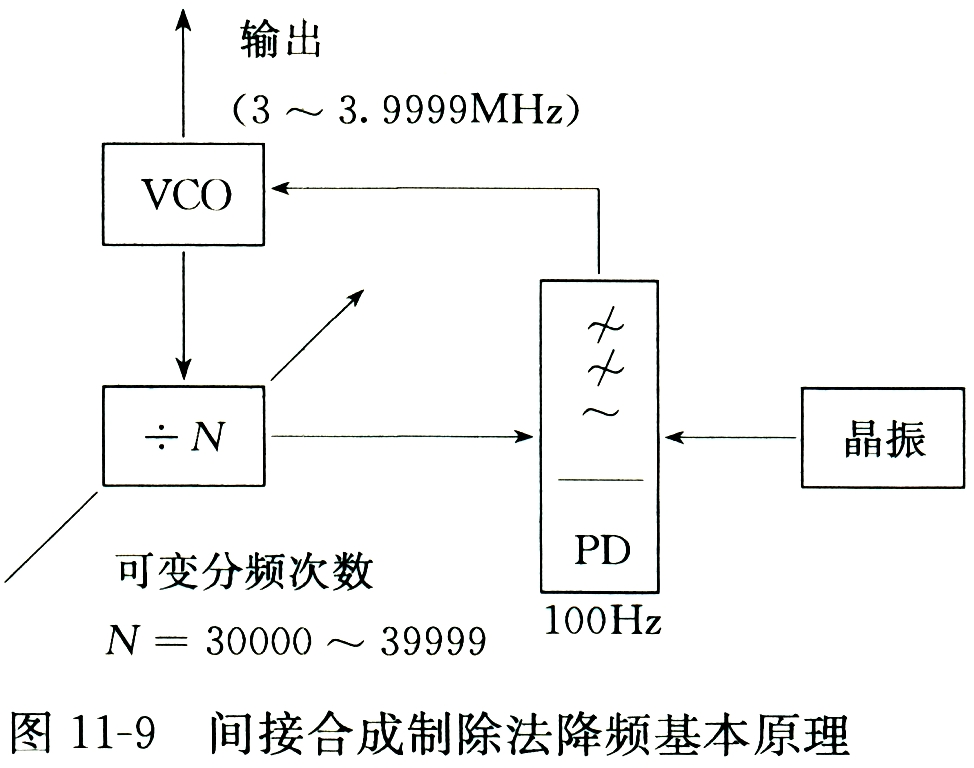 输出
(3 ～ 3.9999MHz)
VCO
÷ N
晶振
PD
可变分频次数
100Hz
N = 30000 ～ 39999
图 11-9 间接合成制除法降频基本原理